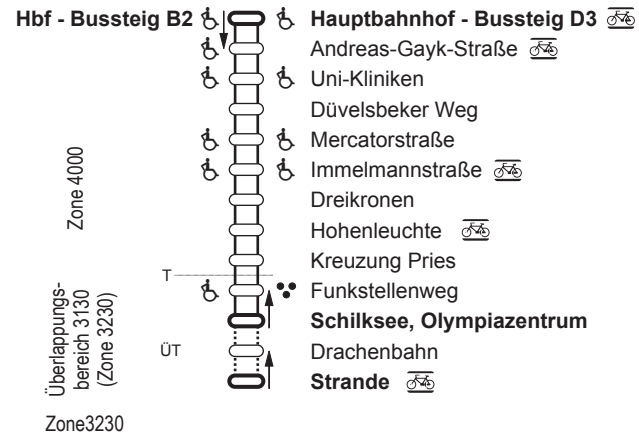 Hbf - Bussteig B2 Hauptbahnhof - Bussteig D3
Andreas-Gayk-Straße
Uni-Kliniken
Düvelsbeker Weg
Mercatorstraße
Immelmannstraße
Dreikronen
Hohenleuchte
Kreuzung Pries
Funkstellenweg
Schilksee, Olympiazentrum
Drachenbahn
Strande
Zone 4000
T
Überlappungs-
bereich 3130
(Zone 3230)
ÜT
Zone3230